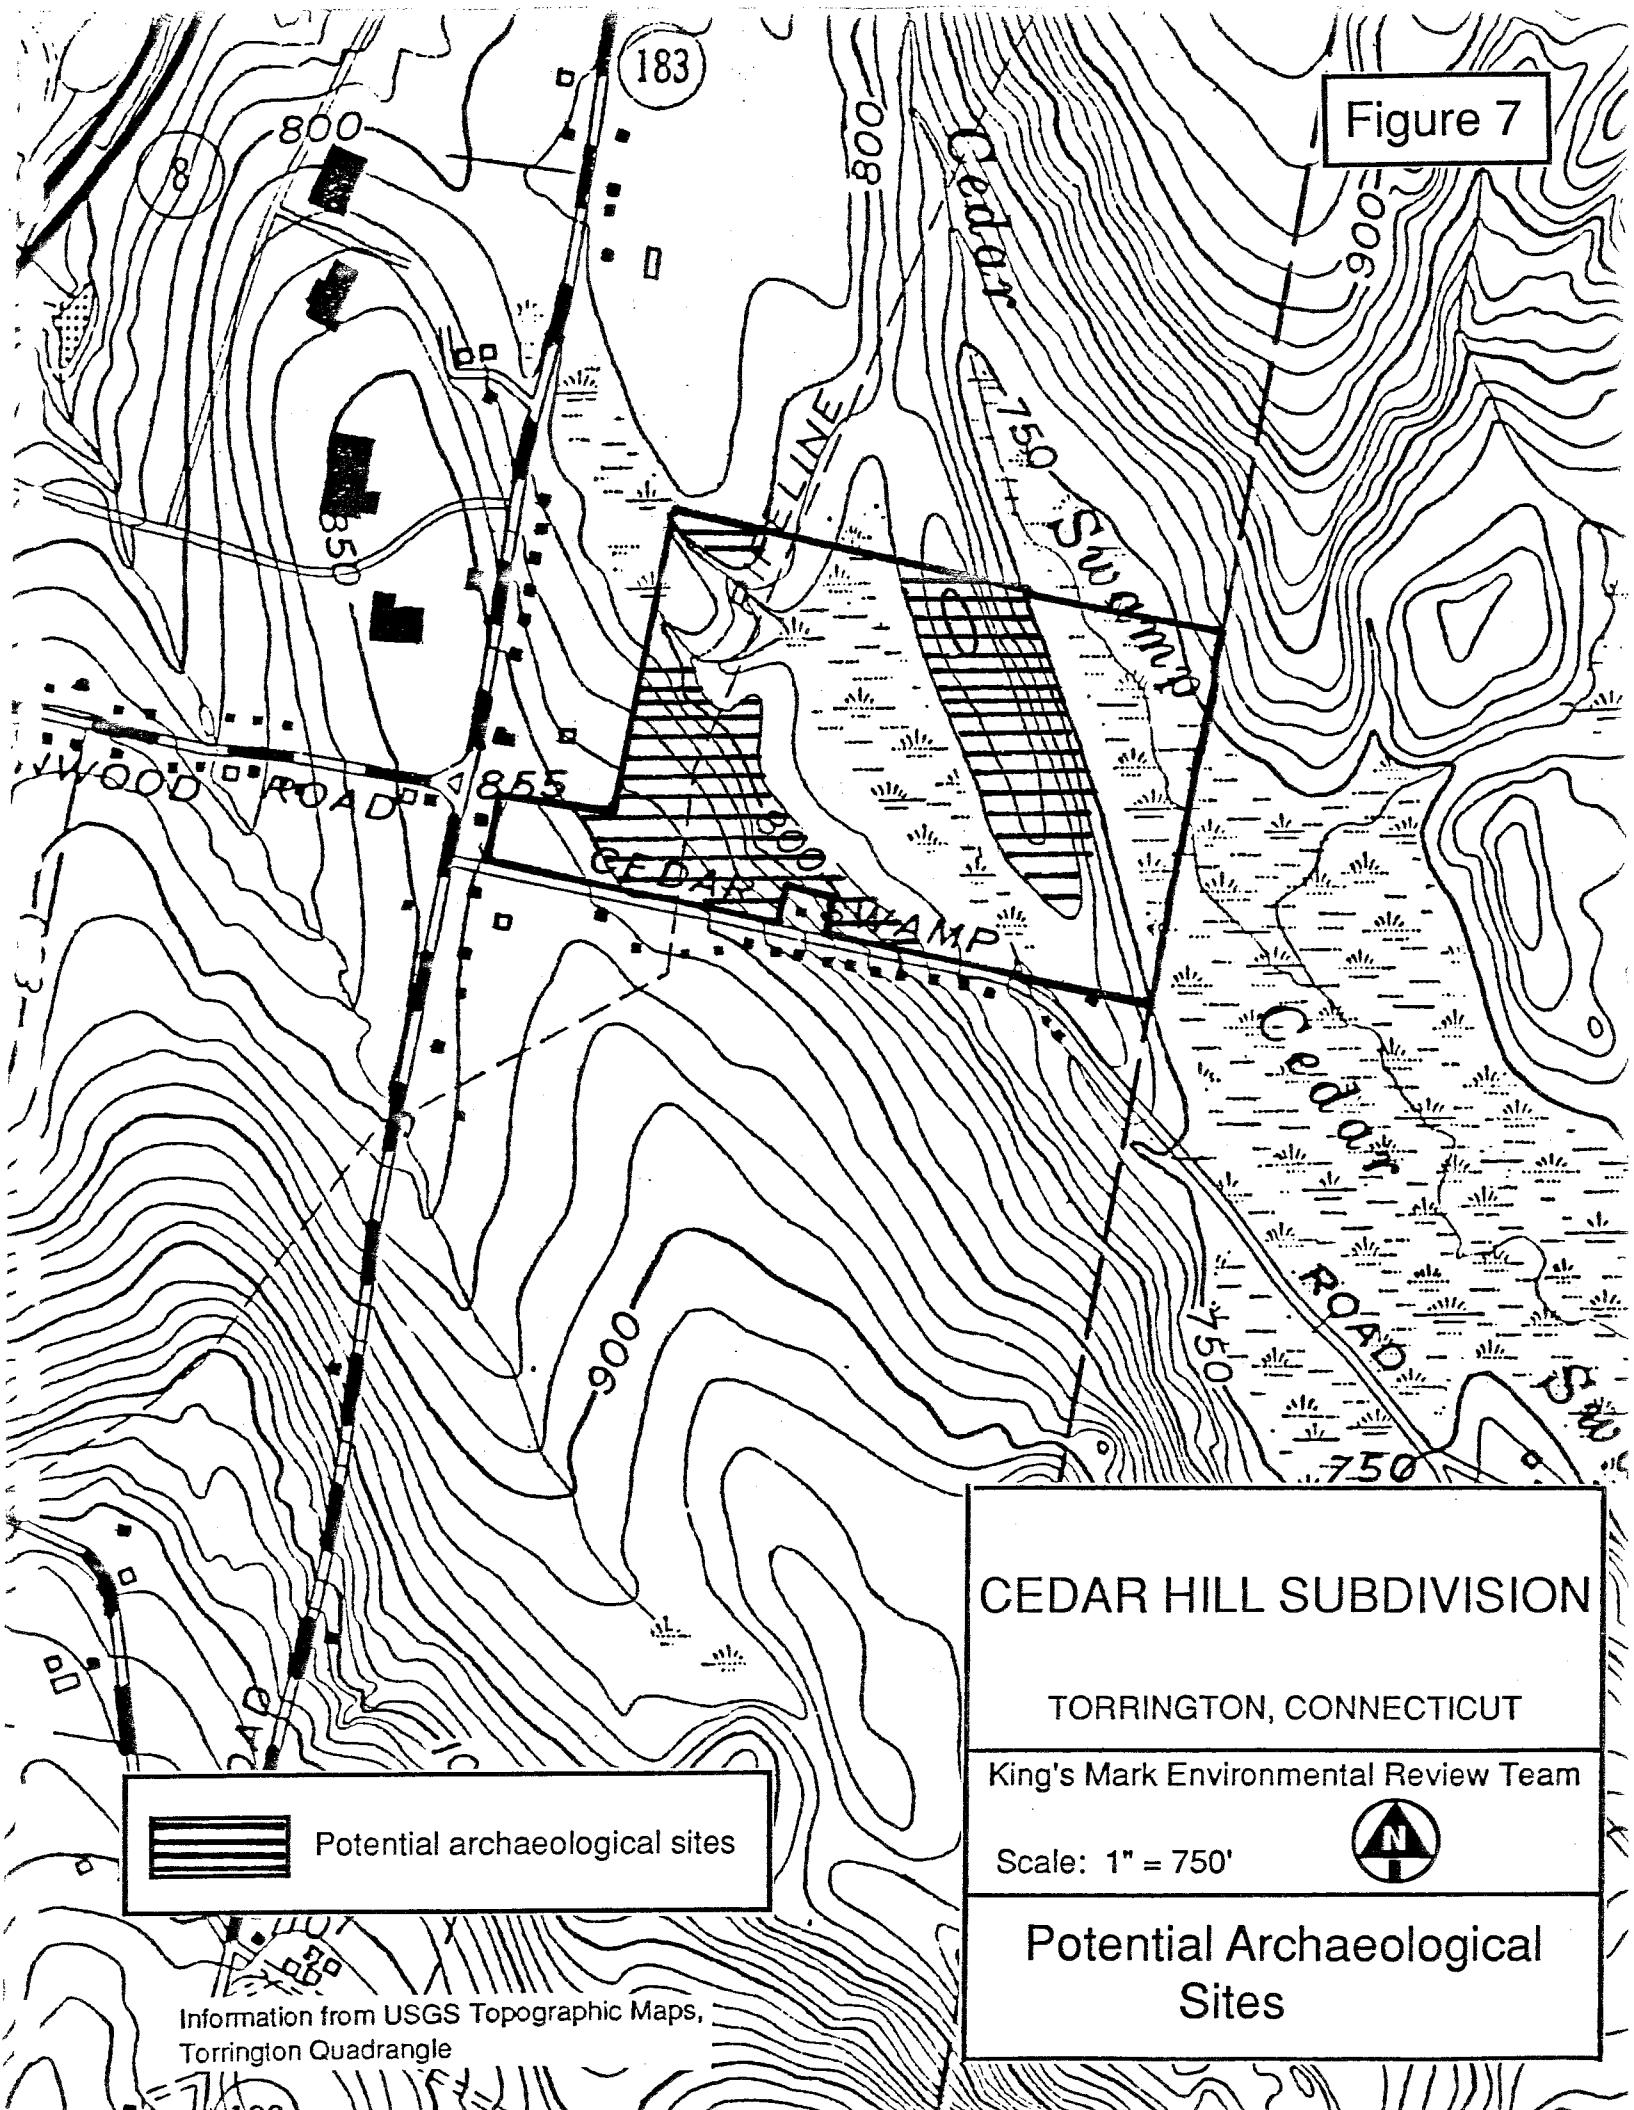 183
Figure 7
800
8
800
Cedar
900
ELINE
750
Swamp
850
WOOD ROAD
855
800
CEDAR SWAMP
Cedar
ROAD
900
750
750
CEDAR HILL SUBDIVISION
TORRINGTON, CONNECTICUT
King's Mark Environmental Review Team
N
Scale: 1" = 750'
Potential archaeological sites
Potential Archaeological
Sites
Information from USGS Topographic Maps,
Torrington Quadrangle